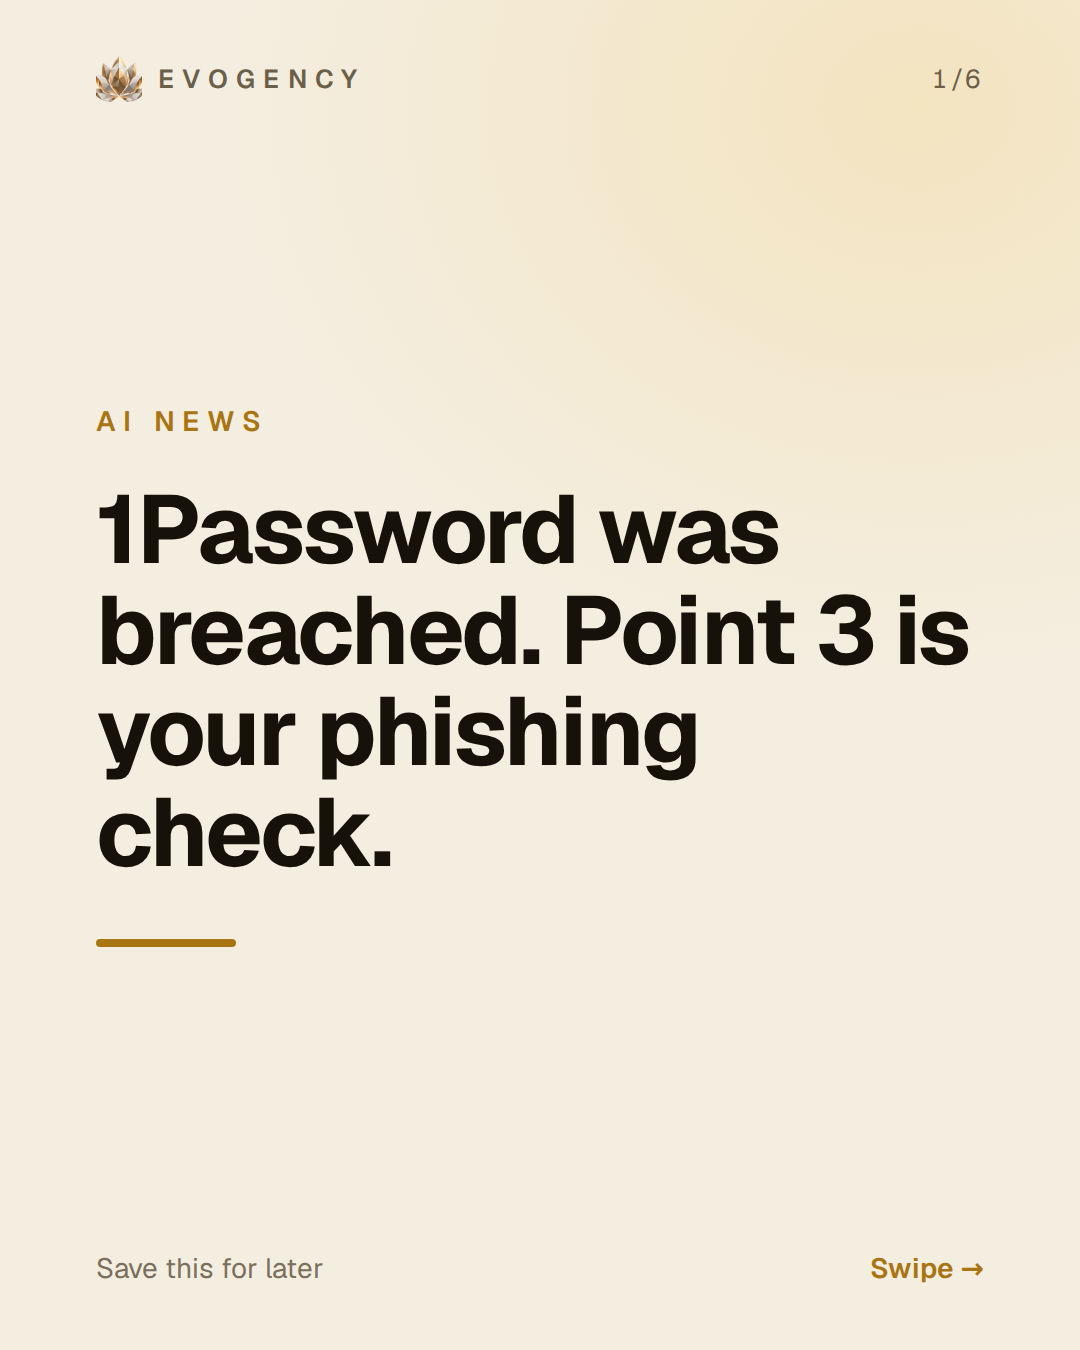 EVOGENCY
1/6
AI NEWS
1Password was
breached. Point 3 is
your phishing
check.
Save this for later
Swipe →